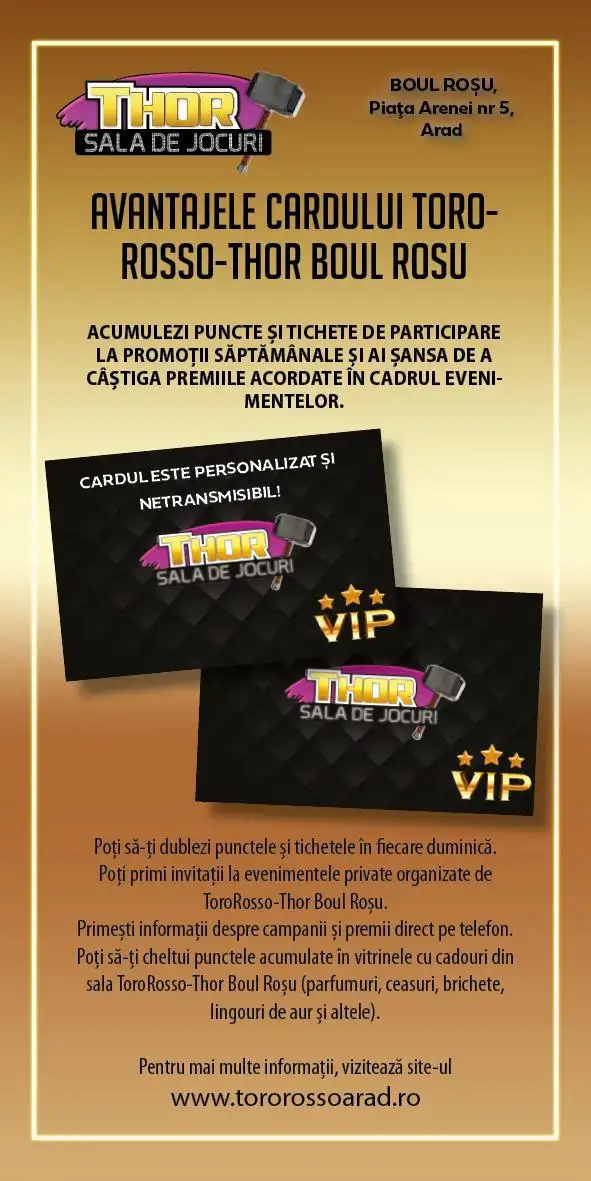 THOR
SALA DE JOCURI
BOUL ROȘU,
Piața Arenei nr 5,
Arad
AVANTAJELE CARDULUI TORO-
ROSSO-THOR BOUL ROSU
ACUMULEZI PUNCTE ȘI TICHETE DE PARTICIPARE
LA PROMOȚII SĂPTĂMÂNALE ȘI AI ȘANSA DE A
CÂȘTIGA PREMIILE ACORDATE ÎN CADRUL EVENI-
MENTELOR.
CARDUL ESTE PERSONALIZAT ȘI
NETRANSMISIBIL!
THOR
SALA DE JOCURI
VIP
THOR
SALA DE JOCURI
VIP
Poți să-ți dublezi punctele și tichetele în fiecare duminică.
Poți primi invitații la evenimentele private organizate de
ToroRosso-Thor Boul Roșu.
Primești informații despre campanii și premii direct pe telefon.
Poți să-ți cheltui punctele acumulate în vitrinele cu cadouri din
sala ToroRosso-Thor Boul Roșu (parfumuri, ceasuri, brichete,
lingouri de aur și altele).
Pentru mai multe informații, vizitează site-ul
www.tororossoarad.ro